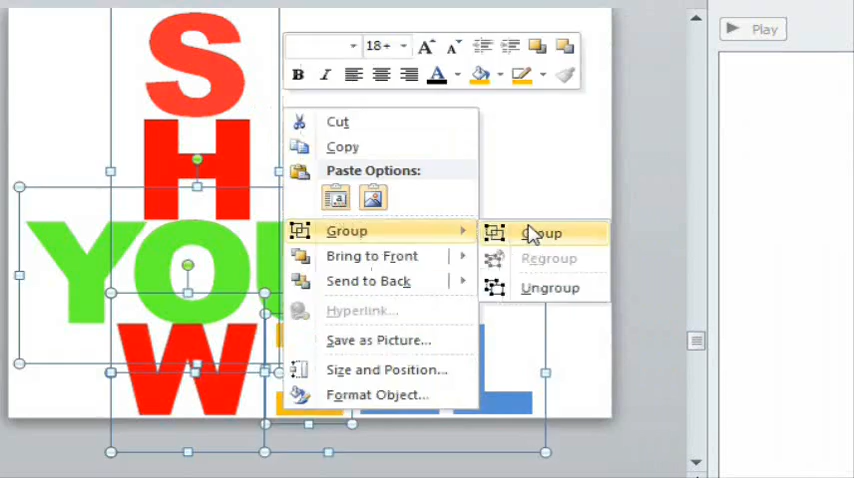 S
H
YOU
W
18+
A A
B I A
Play
Cut
Copy
Paste Options:
a
Group
Bring to Front
Send to Back
Hyperlink...
Save as Picture...
Size and Position...
Format Object...
Group
Regroup
Ungroup